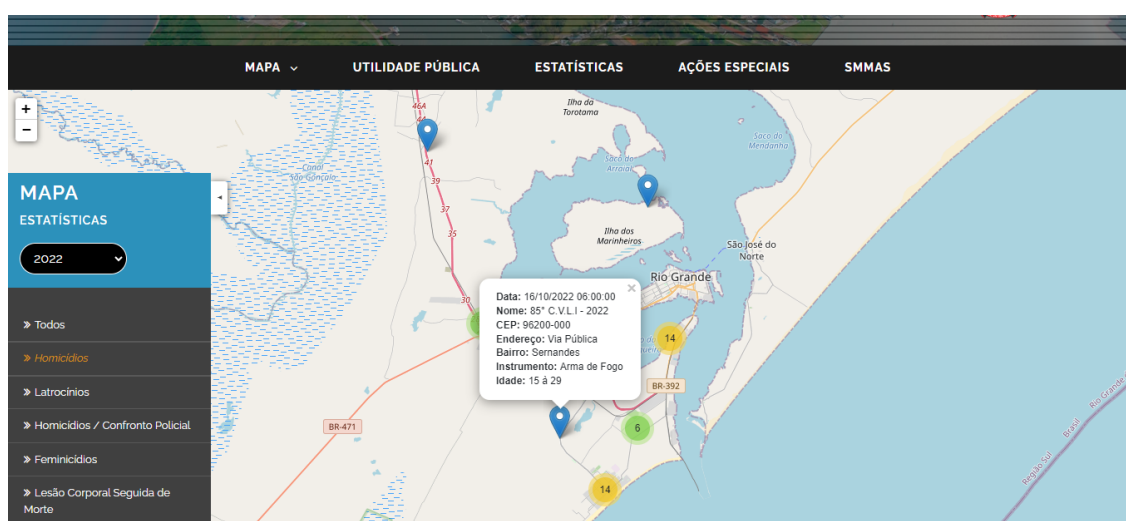 MAPA
UTILIDADE PÚBLICA
ESTATÍSTICAS
AÇÕES ESPECIAIS
SMMAS
+
−
MAPA
ESTATÍSTICAS
2022
» Todos
» Homicídios
» Latrocínios
» Homicídios / Confronto Policial
» Feminicídios
» Lesão Corporal Seguida de
Morte
46A
41
39
37
35
30
Canal
São Gonçalo
Ilha da
Torotama
Saco do
Mendanha
Saco do
Arraial
Ilha dos
Marinheiros
São José do
Norte
Rio Grande
×
Data: 16/10/2022 06:00:00
Nome: 85° C.V.L.I - 2022
CEP: 96200-000
Endereço: Via Pública
Bairro: Sernandes
Instrumento: Arma de Fogo
Idade: 15 á 29
14
BR-392
BR-471
6
14
Rio Grande
Brasil
Região Sul